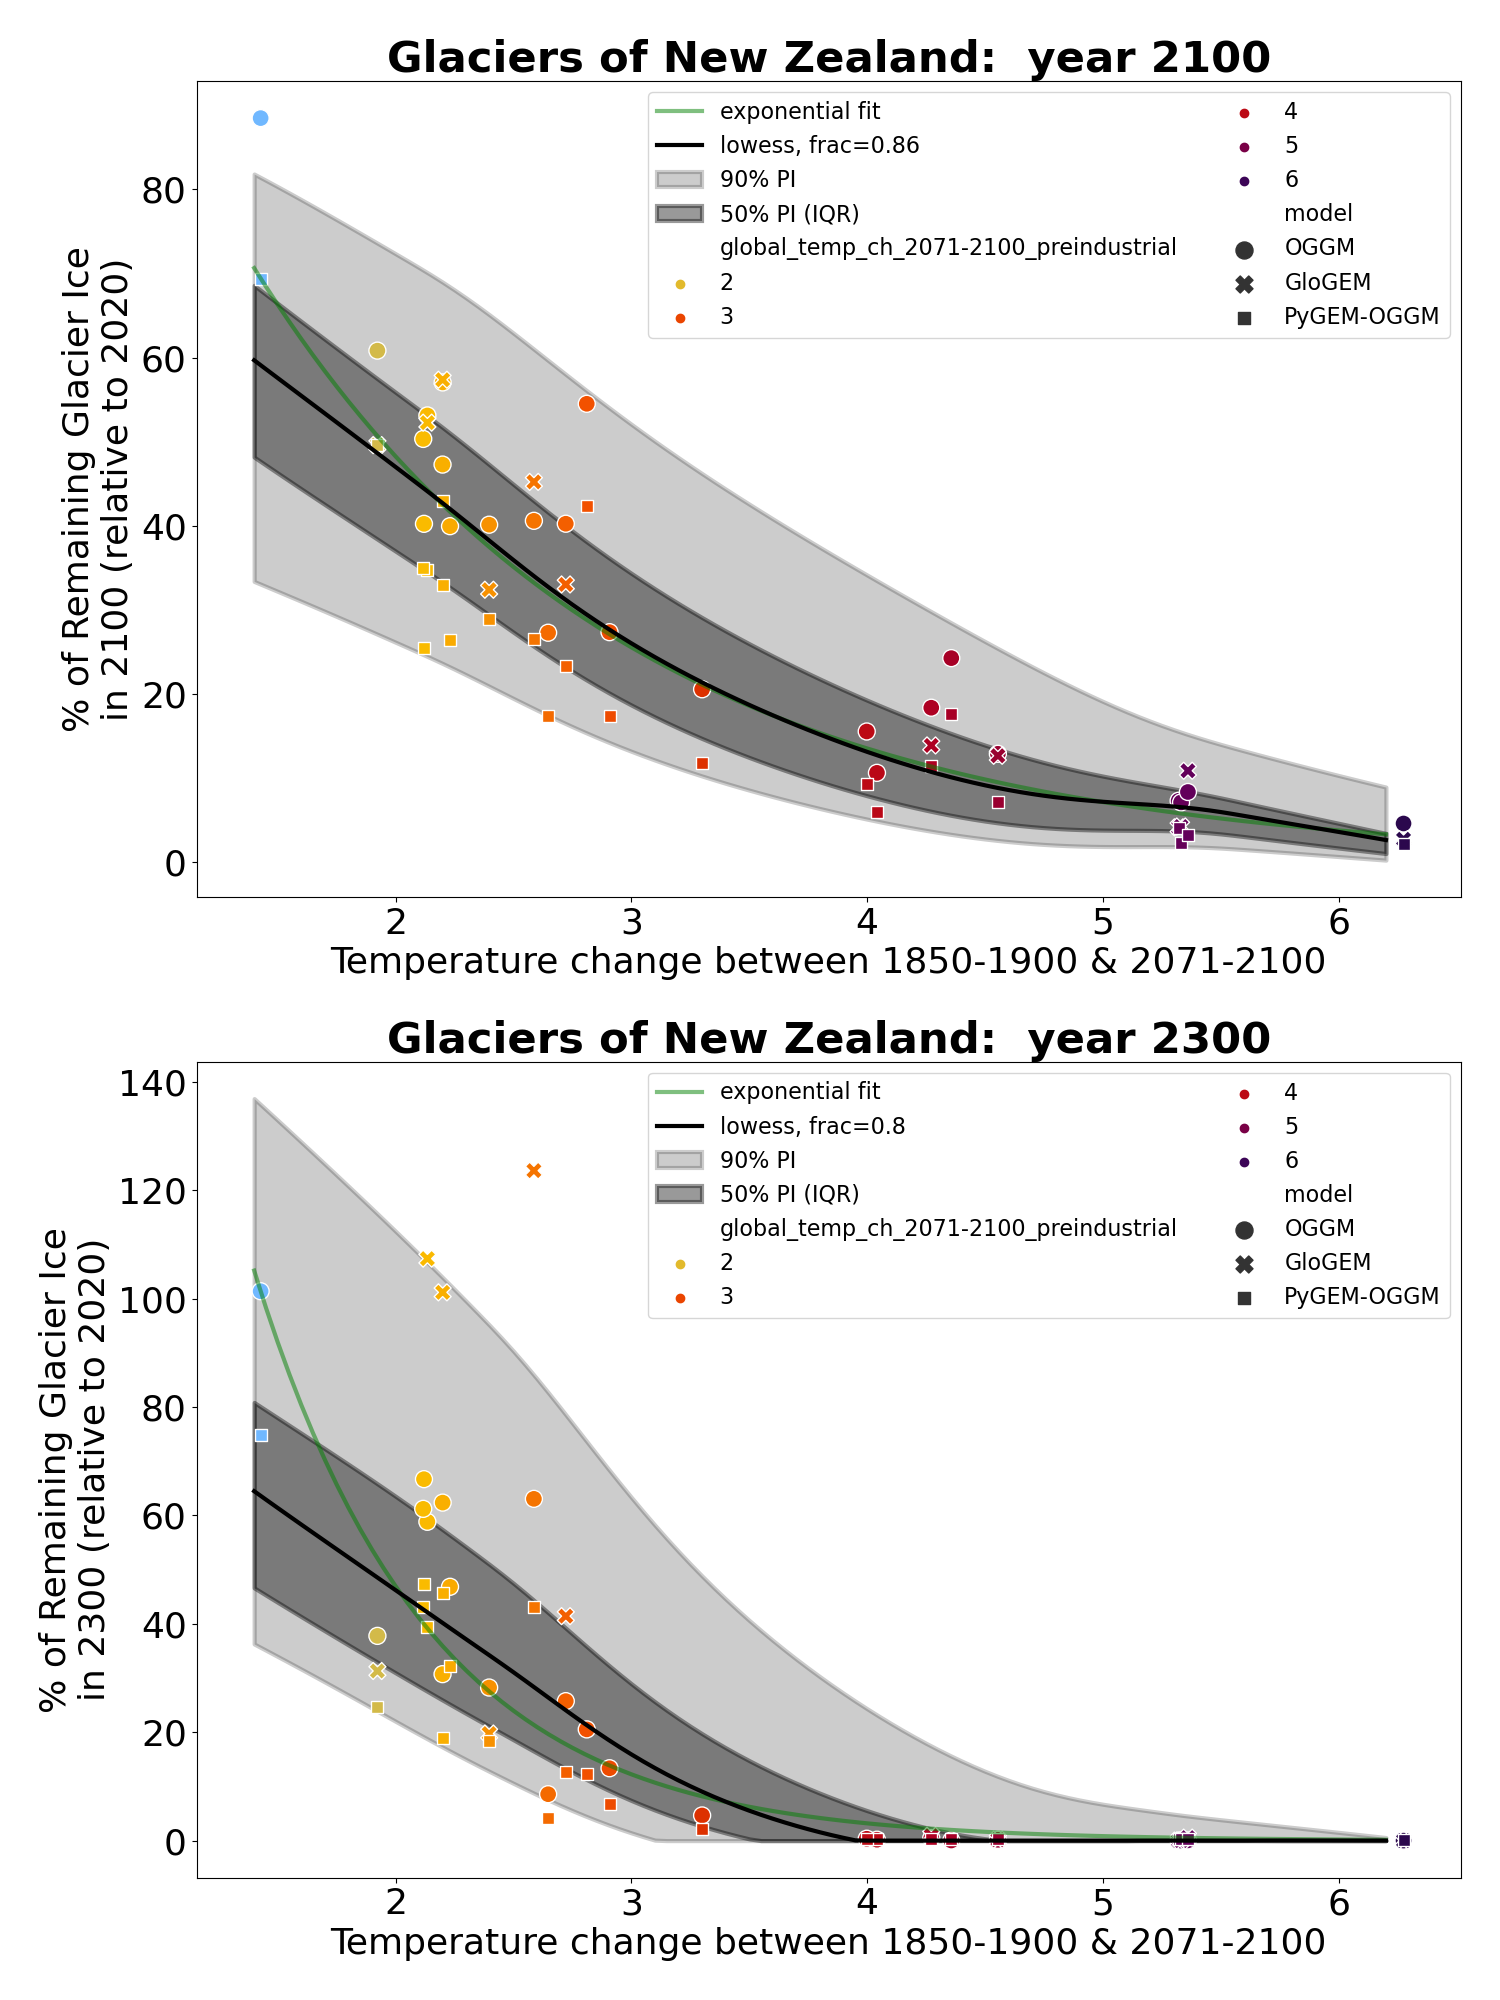 Glaciers of New Zealand:  year 2100
% of Remaining Glacier Ice
in 2100 (relative to 2020)
80
60
40
20
0
exponential fit
lowess, frac=0.86
90% PI
50% PI (IQR)
global_temp_ch_2071-2100_preindustrial
2
3
4
5
6
model
OGGM
GloGEM
PyGEM-OGGM
2
3
4
5
6
Temperature change between 1850-1900 & 2071-2100
Glaciers of New Zealand:  year 2300
% of Remaining Glacier Ice
in 2300 (relative to 2020)
140
120
100
80
60
40
20
0
exponential fit
lowess, frac=0.8
90% PI
50% PI (IQR)
global_temp_ch_2071-2100_preindustrial
2
3
4
5
6
model
OGGM
GloGEM
PyGEM-OGGM
2
3
4
5
6
Temperature change between 1850-1900 & 2071-2100